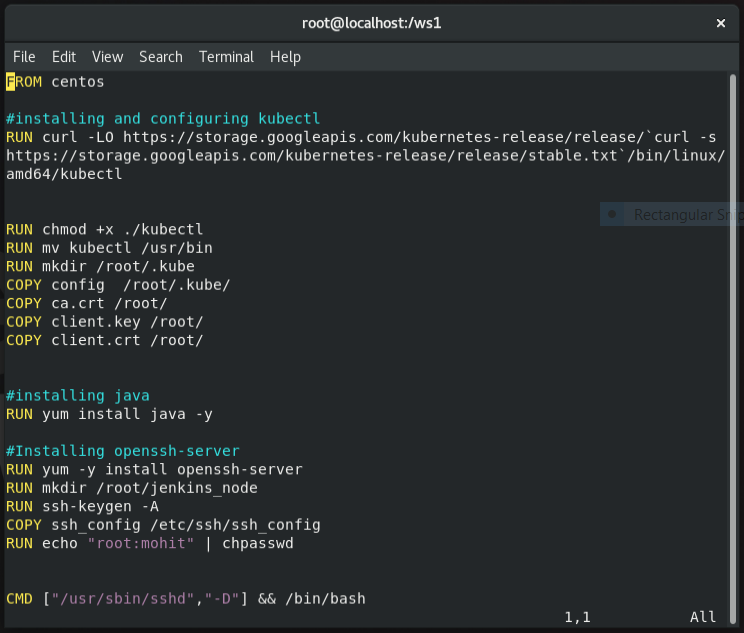 root@localhost:/ws1
File Edit View Search Terminal Help
FROM centos
#installing and configuring kubectl
RUN curl -LO https://storage.googleapis.com/kubernetes-release/release/`curl -s
https://storage.googleapis.com/kubernetes-release/release/stable.txt`/bin/linux/
amd64/kubectl
RUN chmod +x ./kubectl
Rectangular Snip
RUN mv kubectl /usr/bin
RUN mkdir /root/.kube
COPY config  /root/.kube/
COPY ca.crt /root/
COPY client.key /root/
COPY client.crt /root/
#installing java
RUN yum install java -y
#Installing openssh-server
RUN yum -y install openssh-server
RUN mkdir /root/jenkins_node
RUN ssh-keygen -A
COPY ssh_config /etc/ssh/ssh_config
RUN echo "root:mohit" | chpasswd
CMD ["/usr/sbin/sshd","-D"] && /bin/bash
1,1 All